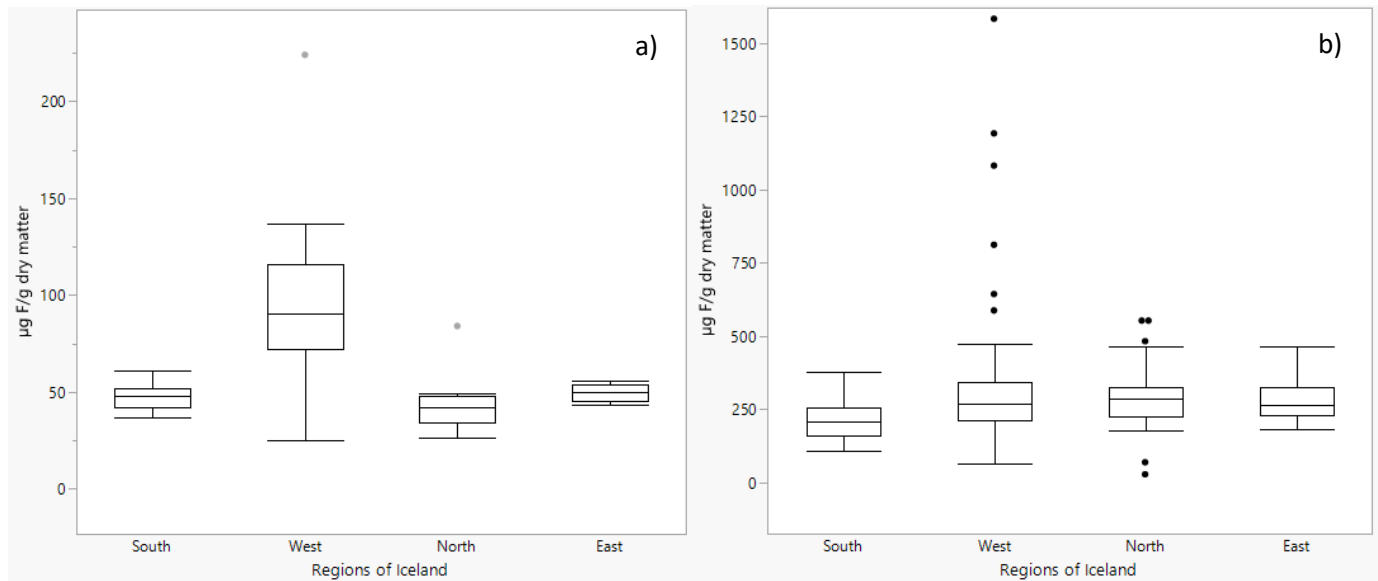 a)
200
150
100
50
0
µg F/g dry matter
South West North East
Regions of Iceland
b)
1500
1250
1000
750
500
250
0
µg F/g dry matter
South West North East
Regions of Iceland